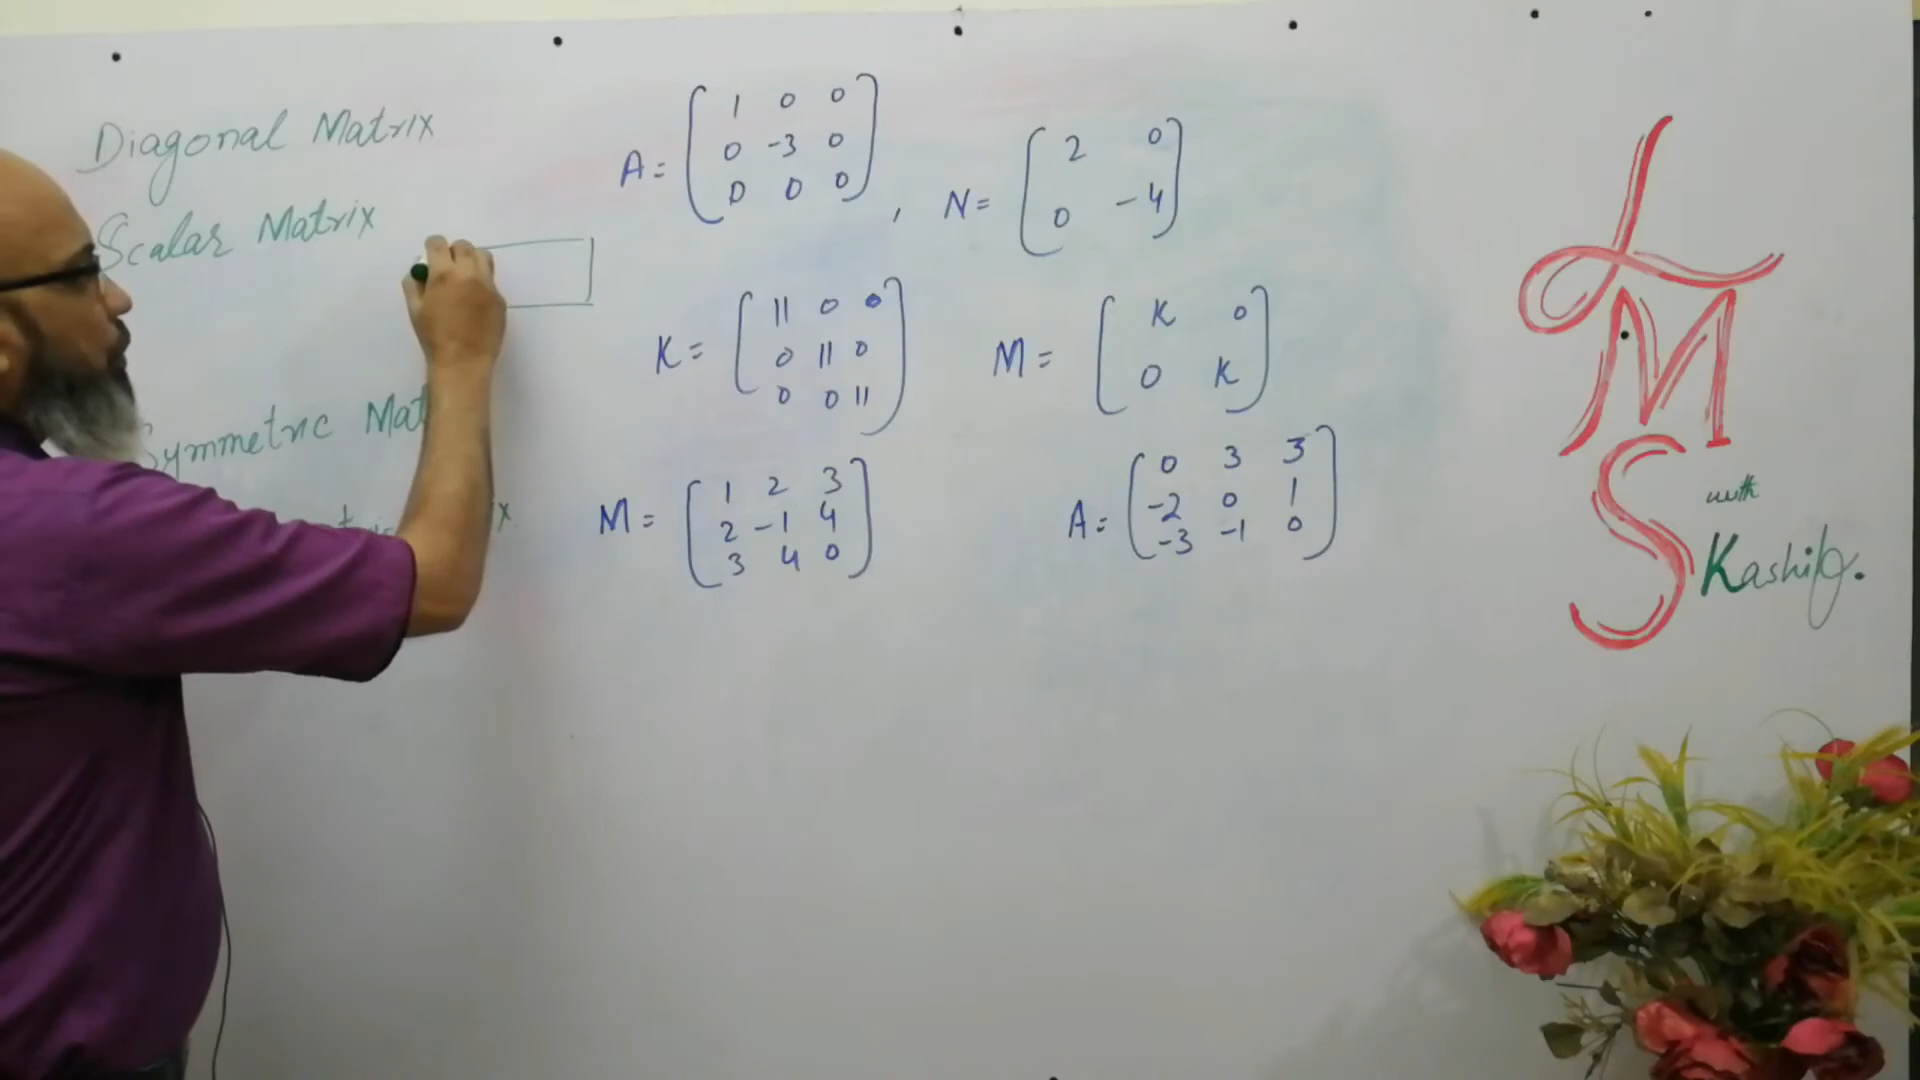 Diagonal Matrix
A = [ 1 0 0
0 -3 0
0 0 0 ] , N = [ 2 0
0 -4 ]
Scalar Matrix
K = [ 11 0 0
0 11 0
0 0 11 ] M = [ K 0
0 K ]
Symmetric Mat
M = [ 1 2 3
2 -1 4
3 4 0 ] A = [ 0 3 3
-2 0 1
-3 -1 0 ]
LMS
with
Kashif.